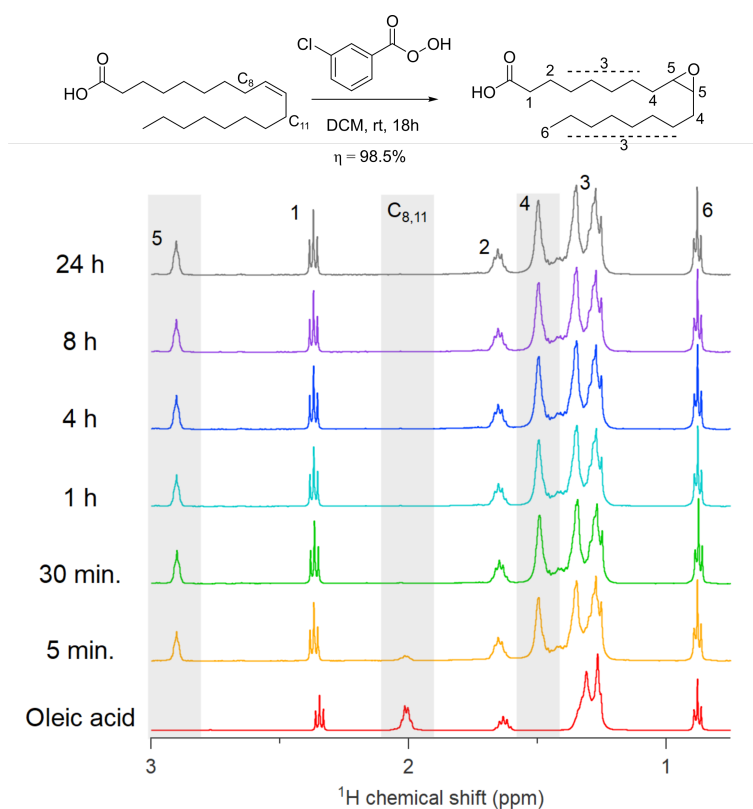 O
HO
C8
C11
Cl
O
O
OH
DCM, rt, 18h
η = 98.5%
O
HO
1
2
3
4
5
O
5
4
6
3
5
1
C8,11
2
4
3
6
24 h
8 h
4 h
1 h
30 min.
5 min.
Oleic acid
3
2
1
1H chemical shift (ppm)